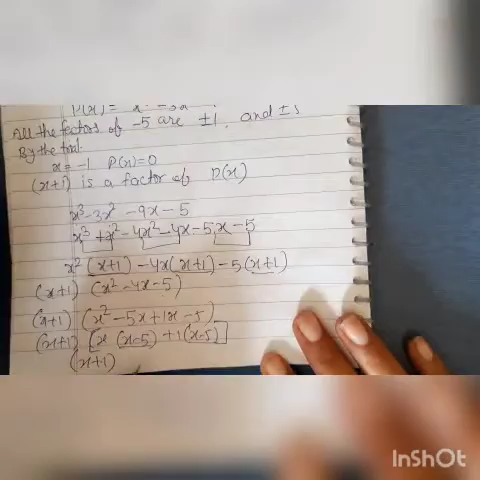 P(x) =
All the factors of -5 are ±1, and ±5
By the trial
x = -1 P(x) = 0
(x+1) is a factor of p(x)
x³ - 3x² - 9x - 5
x³ + x² - 4x² - 4x - 5x - 5
x² (x+1) - 4x(x+1) - 5(x+1)
(x+1) (x² - 4x - 5)
(x+1) (x² - 5x + 1x - 5)
(x+1) [x (x-5) + 1(x-5)]
(x+1)
InShOt